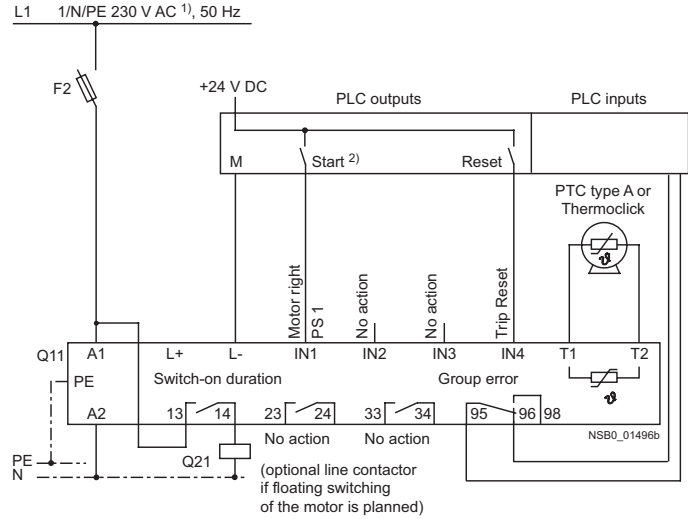 L1 1/N/PE 230 V AC 1), 50 Hz
F2
+24 V DC
PLC outputs
PLC inputs
M
Start 2)
Reset
PTC type A or
Thermoclick
ϑ
Motor right
PS 1
No action
No action
Trip Reset
Q11
A1
L+
L-
IN1
IN2
IN3
IN4
T1
T2
PE
Switch-on duration
Group error
ϑ
A2
13
14
23
24
33
34
95
96
98
No action
No action
NSB0_01496b
PE
N
Q21
(optional line contactor
if floating switching
of the motor is planned)